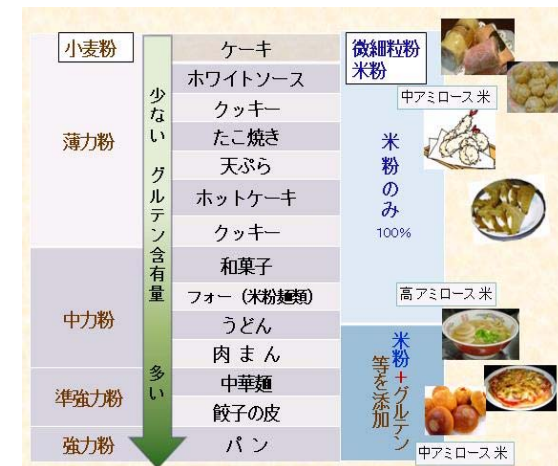 小麦粉
薄力粉
中力粉
準強力粉
強力粉
少ない グルテン含有量 多い
ケーキ
ホワイトソース
クッキー
たこ焼き
天ぷら
ホットケーキ
クッキー
和菓子
フォー（米粉麺類）
うどん
肉まん
中華麺
餃子の皮
パン
微細粒粉
米粉
中アミロース米
米粉のみ
100%
高アミロース米
米粉＋グルテン
等を添加
中アミロース米